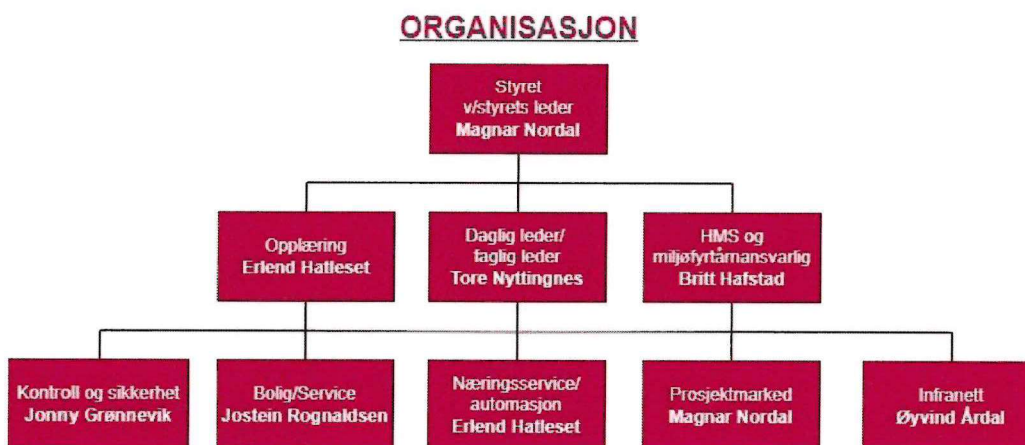 ORGANISASJON
Styret
v/styrets leder
Magnar Nordal
Opplæring
Erlend Hatleset
Daglig leder/
faglig leder
Tore Nyttingnes
HMS og
miljøfyrtårnansvarlig
Britt Hafstad
Kontroll og sikkerhet
Jonny Grønnevik
Bolig/Service
Jostein Rognaldsen
Næringsservice/
automasjon
Erlend Hatleset
Prosjektmarked
Magnar Nordal
Infranett
Øyvind Årdal